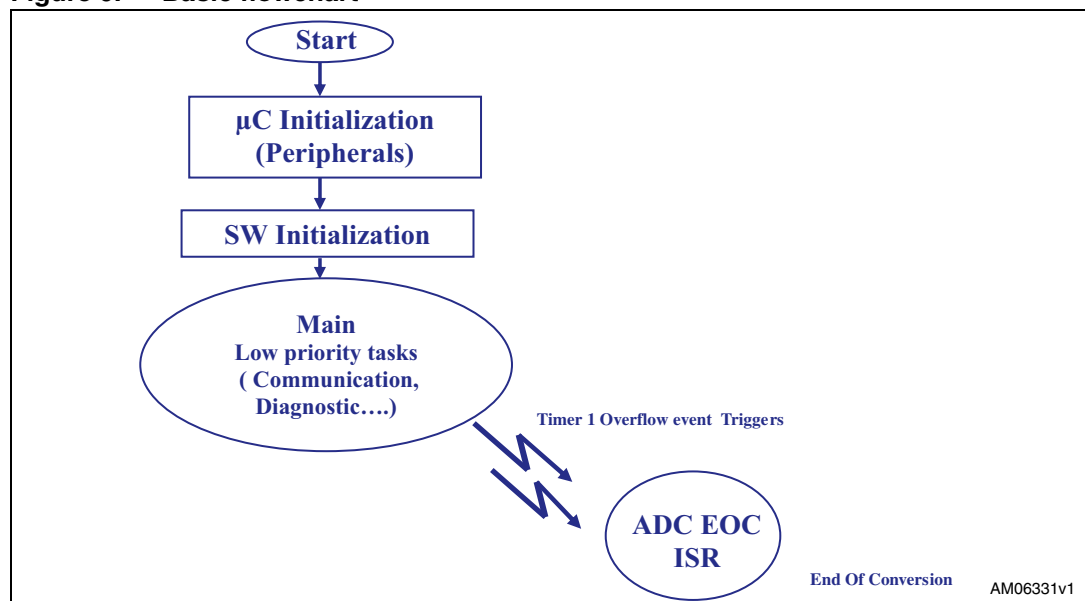 Start
µC Initialization
(Peripherals)
SW Initialization
Main
Low priority tasks
( Communication,
Diagnostic....)
Timer 1 Overflow event Triggers
ADC EOC
ISR
End Of Conversion
AM06331v1